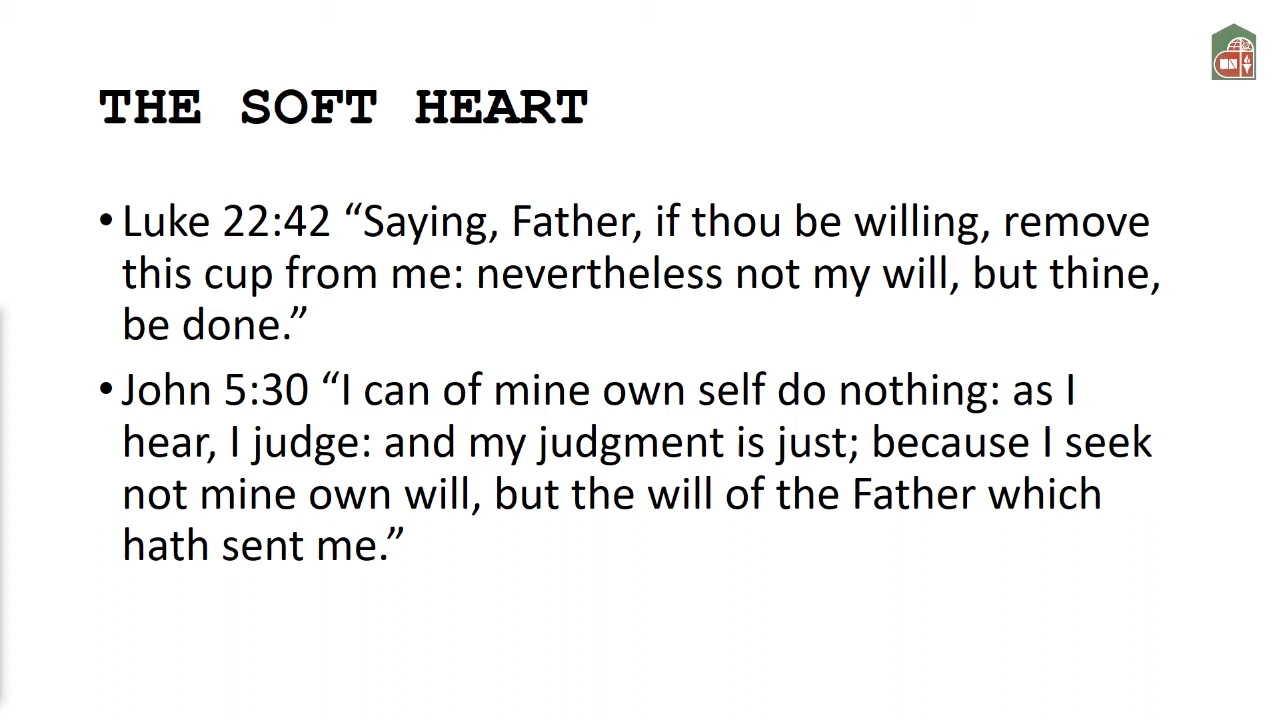 THE SOFT HEART
•Luke 22:42 “Saying, Father, if thou be willing, remove
this cup from me: nevertheless not my will, but thine,
be done.”
•John 5:30 “I can of mine own self do nothing: as I
hear, I judge: and my judgment is just; because I seek
not mine own will, but the will of the Father which
hath sent me.”